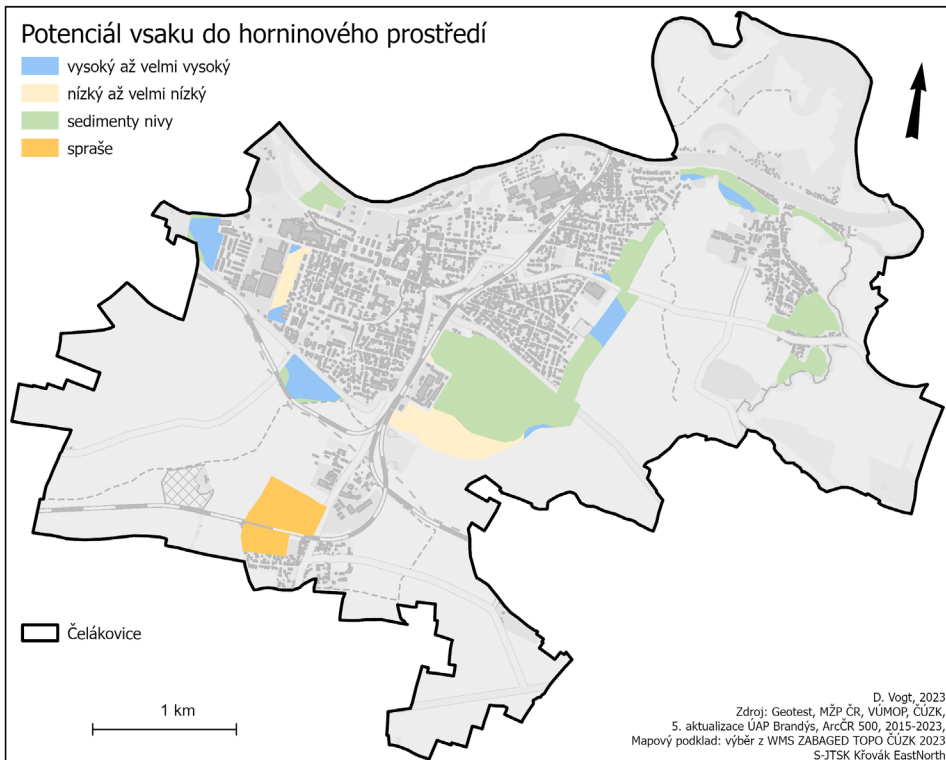 Potenciál vsaku do horninového prostředí
vysoký až velmi vysoký
nízký až velmi nízký
sedimenty nivy
spraše
Čelákovice
1 km
D. Vogt, 2023
Zdroj: Geotest, MŽP ČR, VÚMOP, ČÚZK,
5. aktualizace ÚAP Brandýs, ArcČR 500, 2015-2023,
Mapový podklad: výběr z WMS ZABAGED TOPO ČÚZK 2023
S-JTSK Křovák EastNorth